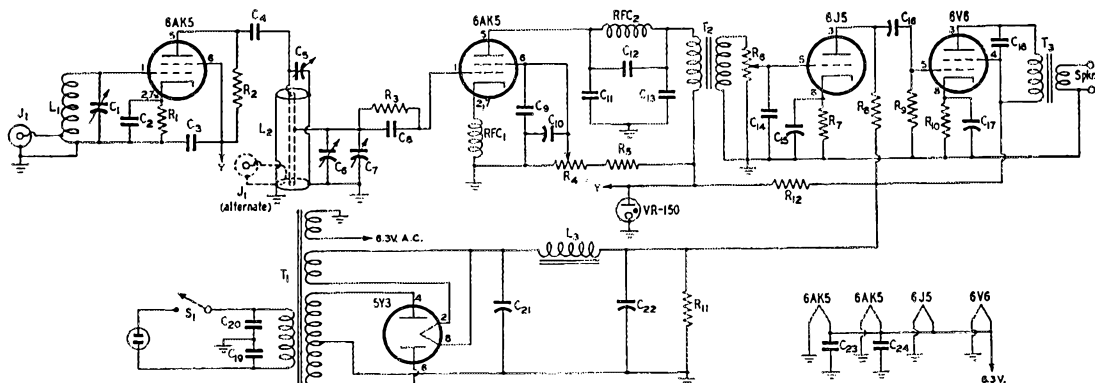 6AK5
6AK5
6J5
6V6
C4
RFC2
T2
C16
C18
T3
Spkr.
5
6
5
1
6
3
5
8
3
4
5
8
J1
L1
C1
C2
2,7
R1
R2
C3
Y
C5
L2
J1
(alternate)
C6
C7
R3
C8
2,7
RFC1
C9
C10
R4
R5
C11
C12
C13
R6
C14
C15
R7
R8
R9
R10
C17
Y
VR-150
R12
6.3V. A.C.
T1
L3
S1
C20
C19
5Y3
4
2
8
6
C21
C22
R11
6AK5
6AK5
6J5
6V6
C23
C24
6.3V.